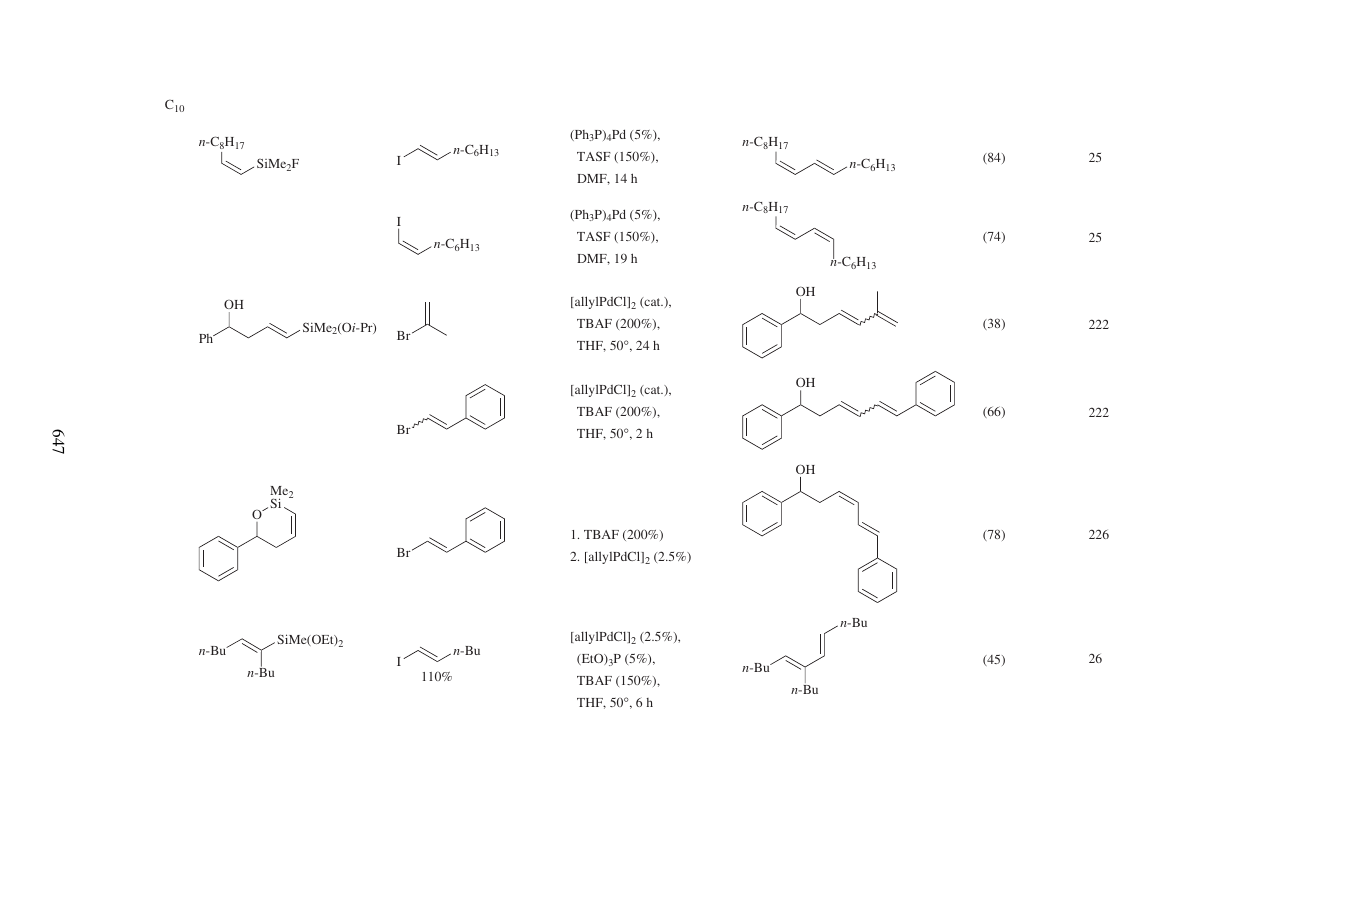 C10
n-C8H17
SiMe2F
I
n-C6H13
(Ph3P)4Pd (5%),
TASF (150%),
DMF, 14 h
n-C8H17
n-C6H13
(84)
25
I
n-C6H13
(Ph3P)4Pd (5%),
TASF (150%),
DMF, 19 h
n-C8H17
n-C6H13
(74)
25
OH
Ph
SiMe2(Oi-Pr)
Br
[allylPdCl]2 (cat.),
TBAF (200%),
THF, 50°, 24 h
OH
(38)
222
Br
[allylPdCl]2 (cat.),
TBAF (200%),
THF, 50°, 2 h
OH
(66)
222
647
Me2
Si
O
Br
1. TBAF (200%)
2. [allylPdCl]2 (2.5%)
OH
(78)
226
n-Bu
SiMe(OEt)2
n-Bu
I
n-Bu
110%
[allylPdCl]2 (2.5%),
(EtO)3P (5%),
TBAF (150%),
THF, 50°, 6 h
n-Bu
n-Bu
n-Bu
(45)
26